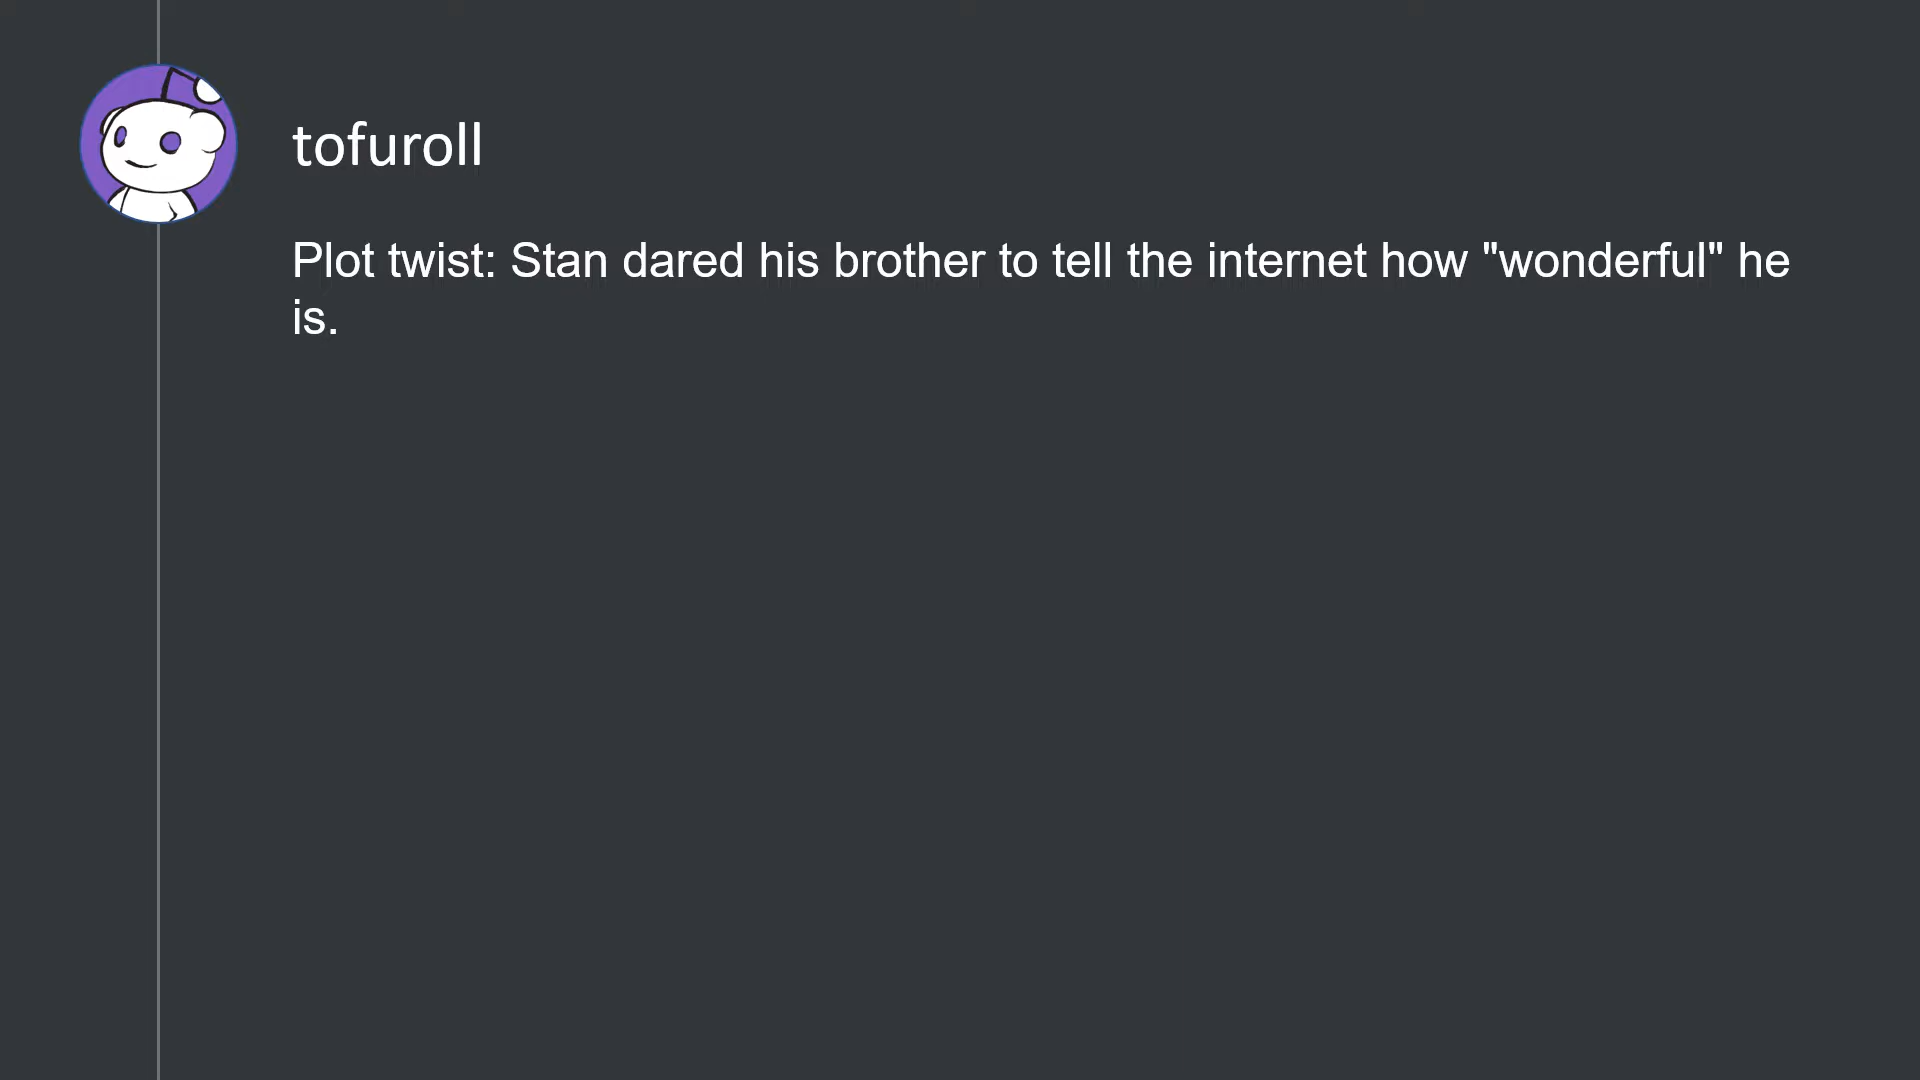 tofuroll
Plot twist: Stan dared his brother to tell the internet how "wonderful" he
is.